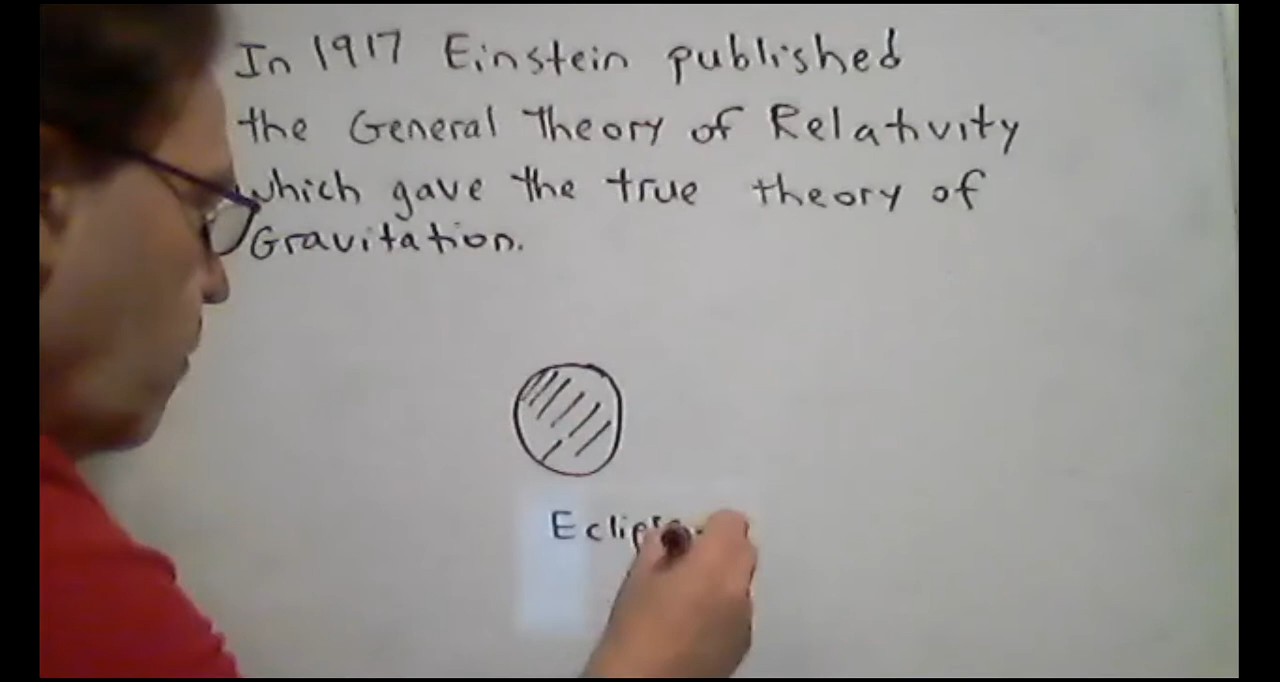 In 1917 Einstein published
the General Theory of Relativity
which gave the true theory of
Gravitation.